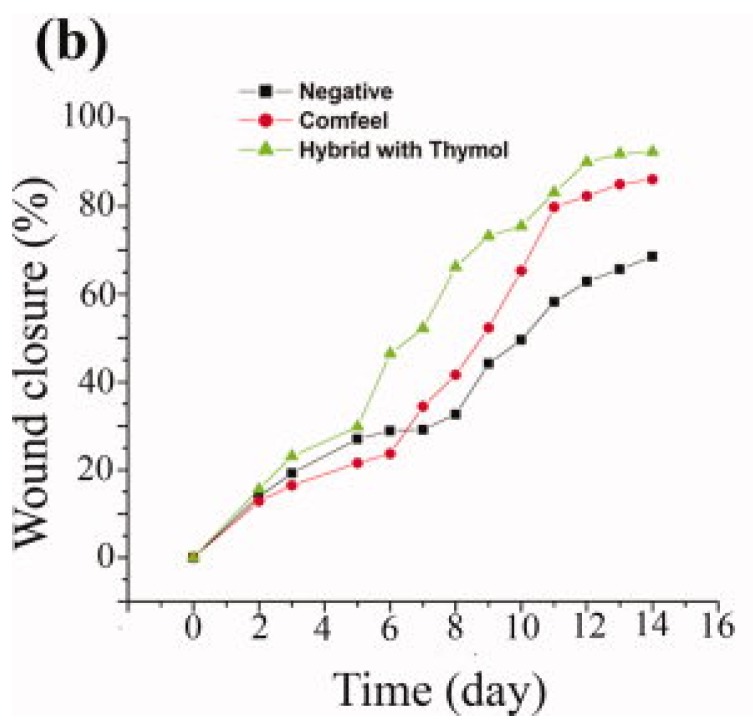 (b)
Negative
Comfeel
Hybrid with Thymol
100
80
60
40
20
0
Wound closure (%)
0 2 4 6 8 10 12 14 16
Time (day)